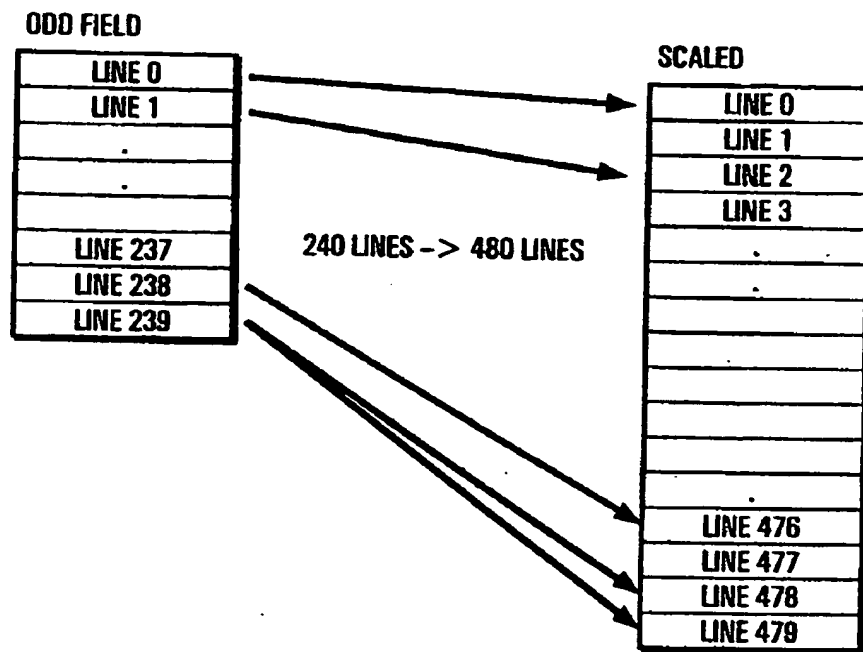 ODD FIELD
LINE 0
LINE 1
.
.
LINE 237
LINE 238
LINE 239
240 LINES -> 480 LINES
SCALED
LINE 0
LINE 1
LINE 2
LINE 3
.
.
.
LINE 476
LINE 477
LINE 478
LINE 479